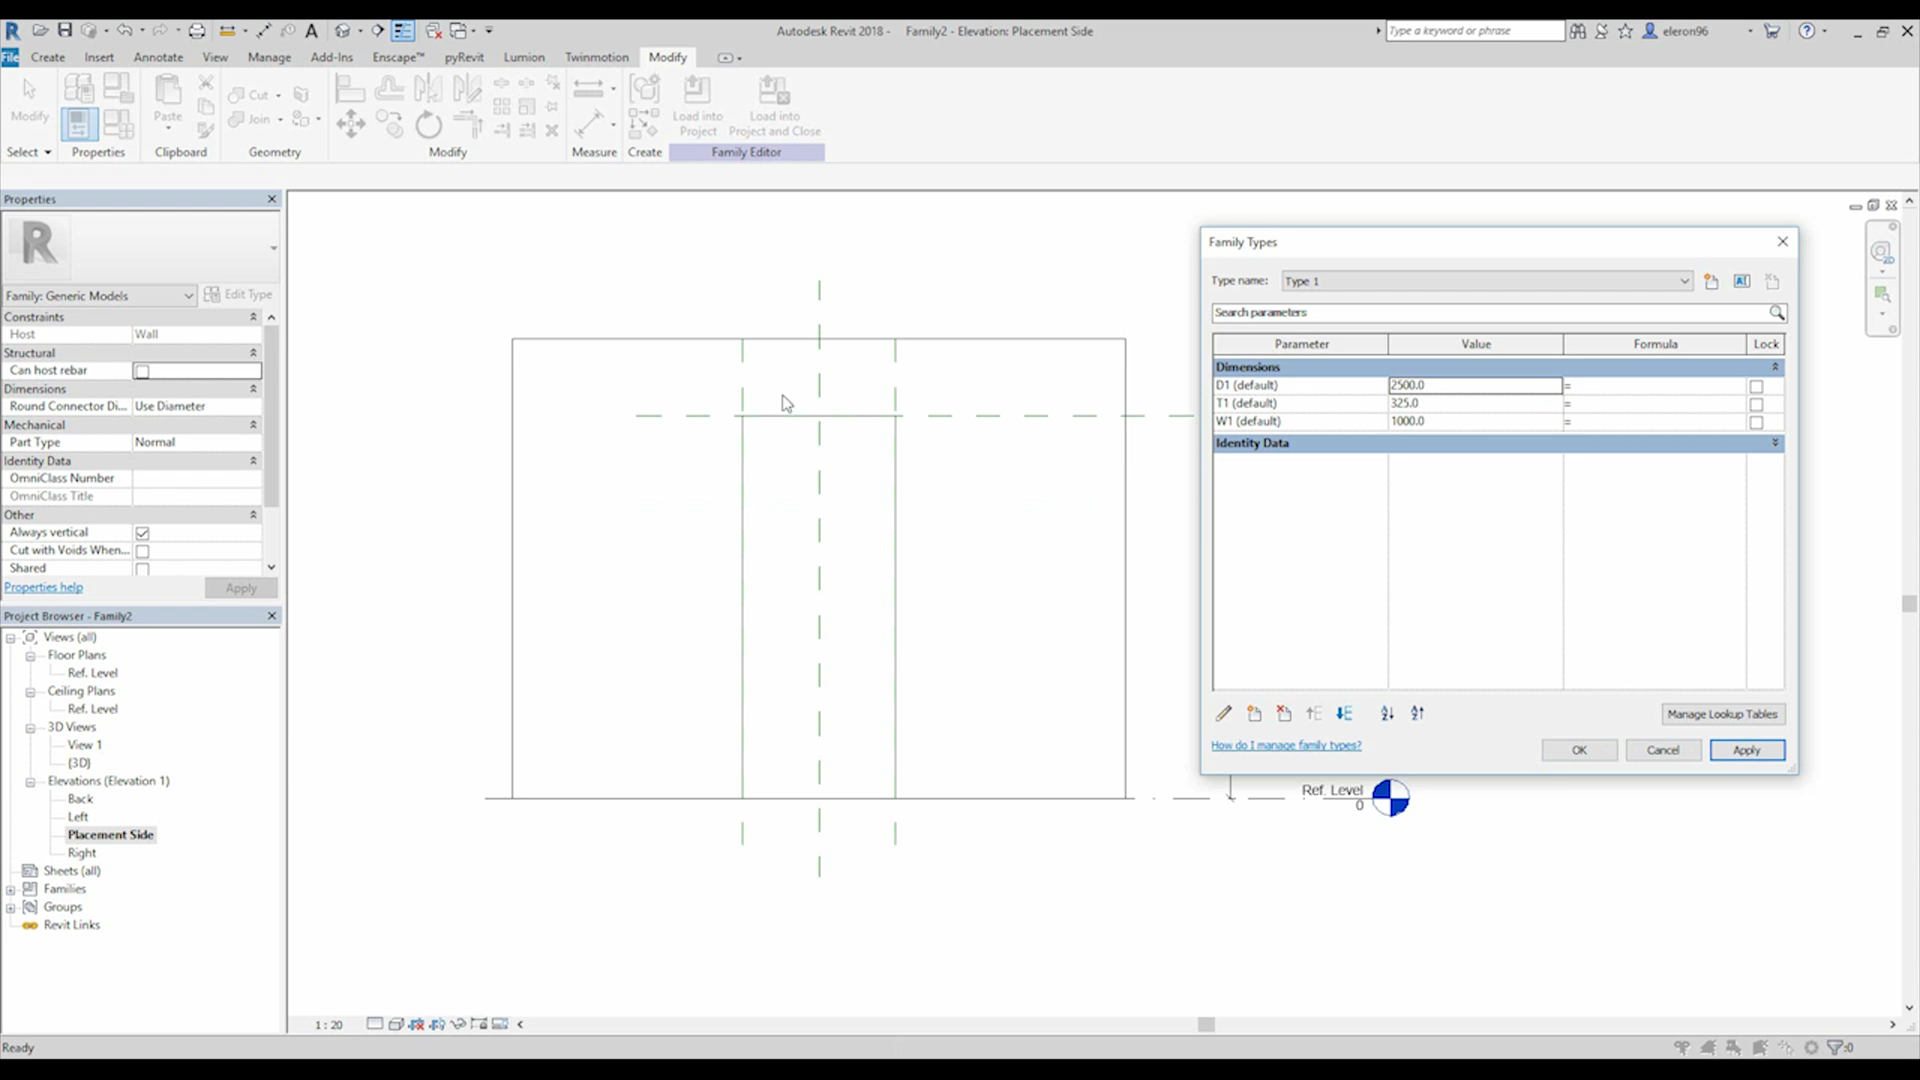 Autodesk Revit 2018 - Family2 - Elevation: Placement Side
Type a keyword or phrase
eleron96
File Create Insert Annotate View Manage Add-Ins Enscape™ pyRevit Lumion Twinmotion Modify
Modify
Paste
Cut
Join
Load into
Project
Load into
Project and Close
Select Properties Clipboard Geometry Modify Measure Create Family Editor
Properties
R
Family: Generic Models
Edit Type
Constraints
Host Wall
Structural
Can host rebar
Dimensions
Round Connector Di... Use Diameter
Mechanical
Part Type Normal
Identity Data
OmniClass Number
OmniClass Title
Other
Always vertical
Cut with Voids When...
Shared
Properties help
Apply
Project Browser - Family2
Views (all)
Floor Plans
Ref. Level
Ceiling Plans
Ref. Level
3D Views
View 1
{3D}
Elevations (Elevation 1)
Back
Left
Placement Side
Right
Sheets (all)
Families
Groups
Revit Links
Family Types
Type name: Type 1
Search parameters
Parameter Value Formula Lock
Dimensions
D1 (default) 2500.0 =
T1 (default) 325.0 =
W1 (default) 1000.0 =
Identity Data
Manage Lookup Tables
How do I manage family types?
OK Cancel Apply
Ref. Level
0
1 : 20
Ready
:0